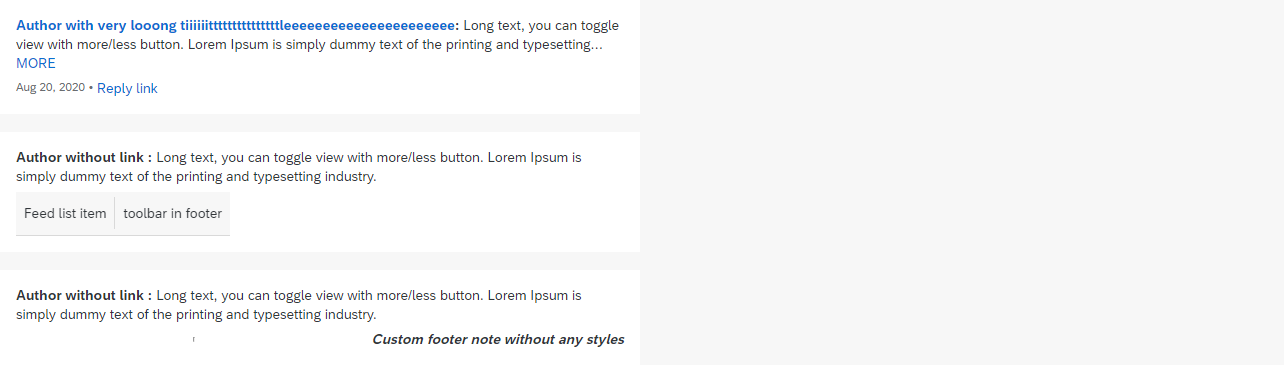 Author with very looong tiiiiiitttttttttttttttttleeeeeeeeeeeeeeeeeeeeee: Long text, you can toggle
view with more/less button. Lorem Ipsum is simply dummy text of the printing and typesetting...
MORE
Aug 20, 2020 • Reply link
Author without link : Long text, you can toggle view with more/less button. Lorem Ipsum is
simply dummy text of the printing and typesetting industry.
Feed list item toolbar in footer
Author without link : Long text, you can toggle view with more/less button. Lorem Ipsum is
simply dummy text of the printing and typesetting industry.
Custom footer note without any styles